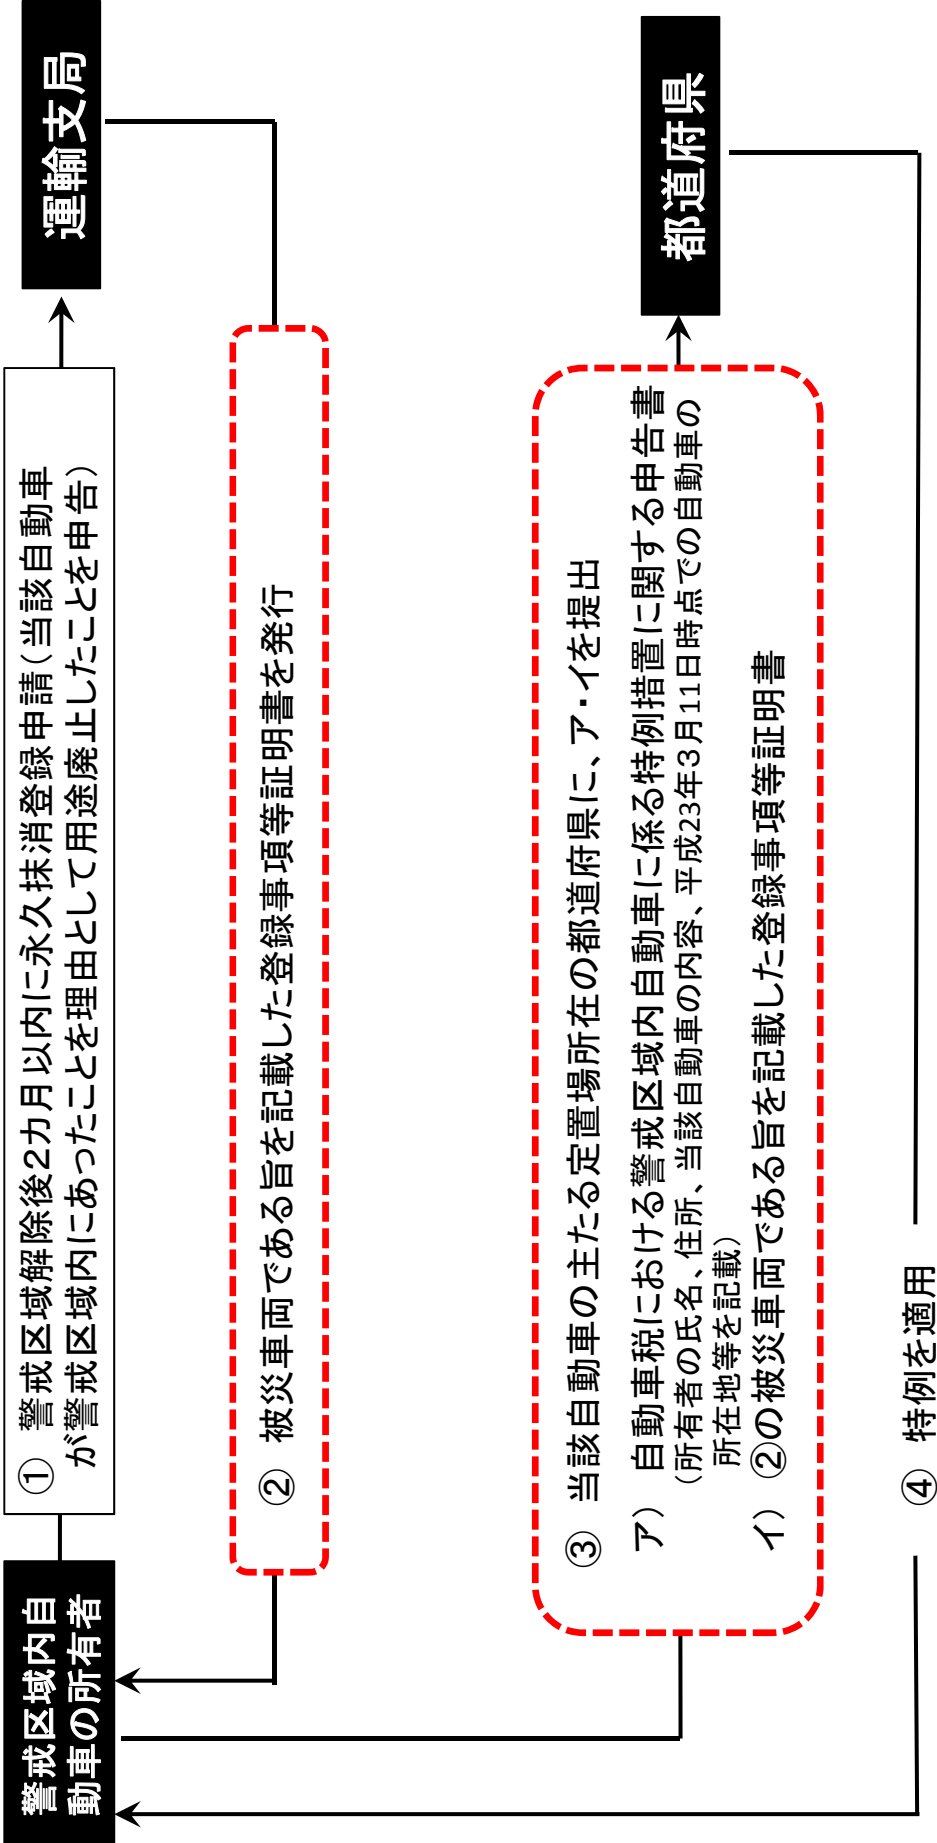 警戒区域内自
動車の所有者
① 警戒区域解除後2カ月以内に永久抹消登録申請(当該自動車
が警戒区域内にあったことを理由として用途廃止したことを申告)
運輸支局
② 被災車両である旨を記載した登録事項等証明書を発行
③ 当該自動車の主たる定置場所在の都道府県に、ア・イを提出
ア) 自動車税における警戒区域内自動車に係る特例措置に関する申告書
(所有者の氏名、住所、当該自動車の内容、平成23年3月11日時点での自動車の
所在地等を記載)
イ) ②の被災車両である旨を記載した登録事項等証明書
都道府県
④ 特例を適用